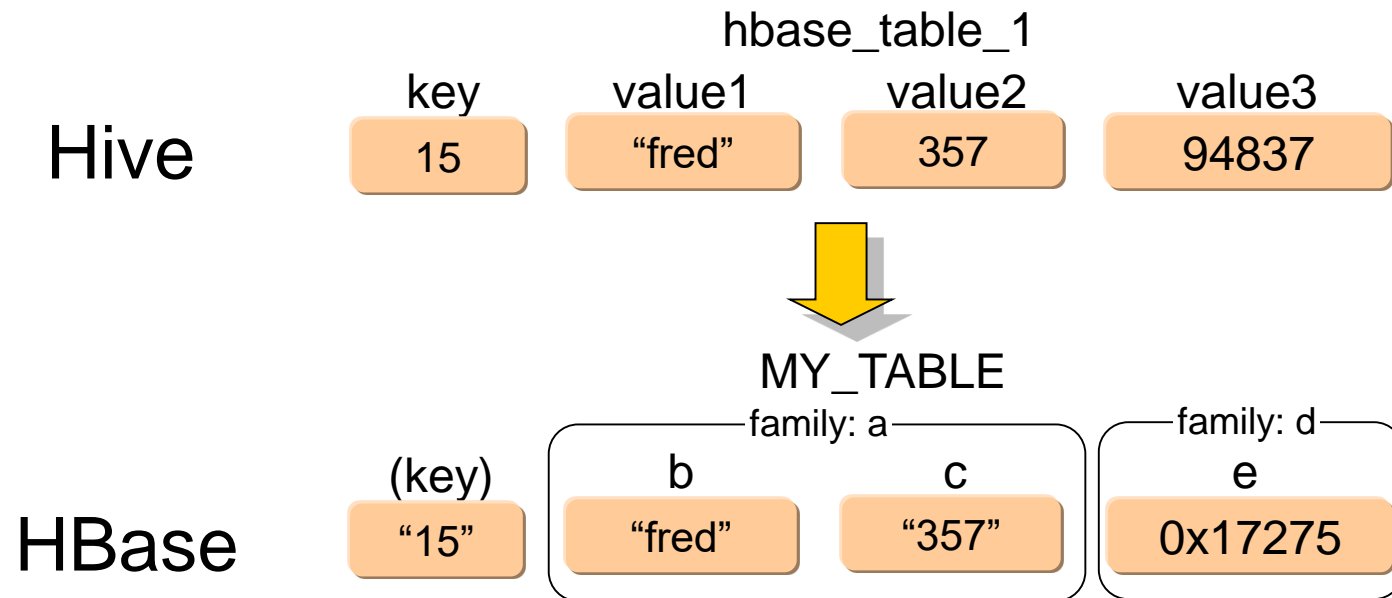 hbase_table_1
key value1 value2 value3
Hive 15 “fred” 357 94837
MY_TABLE
family: a family: d
(key) b c e
HBase “15” “fred” “357” 0x17275